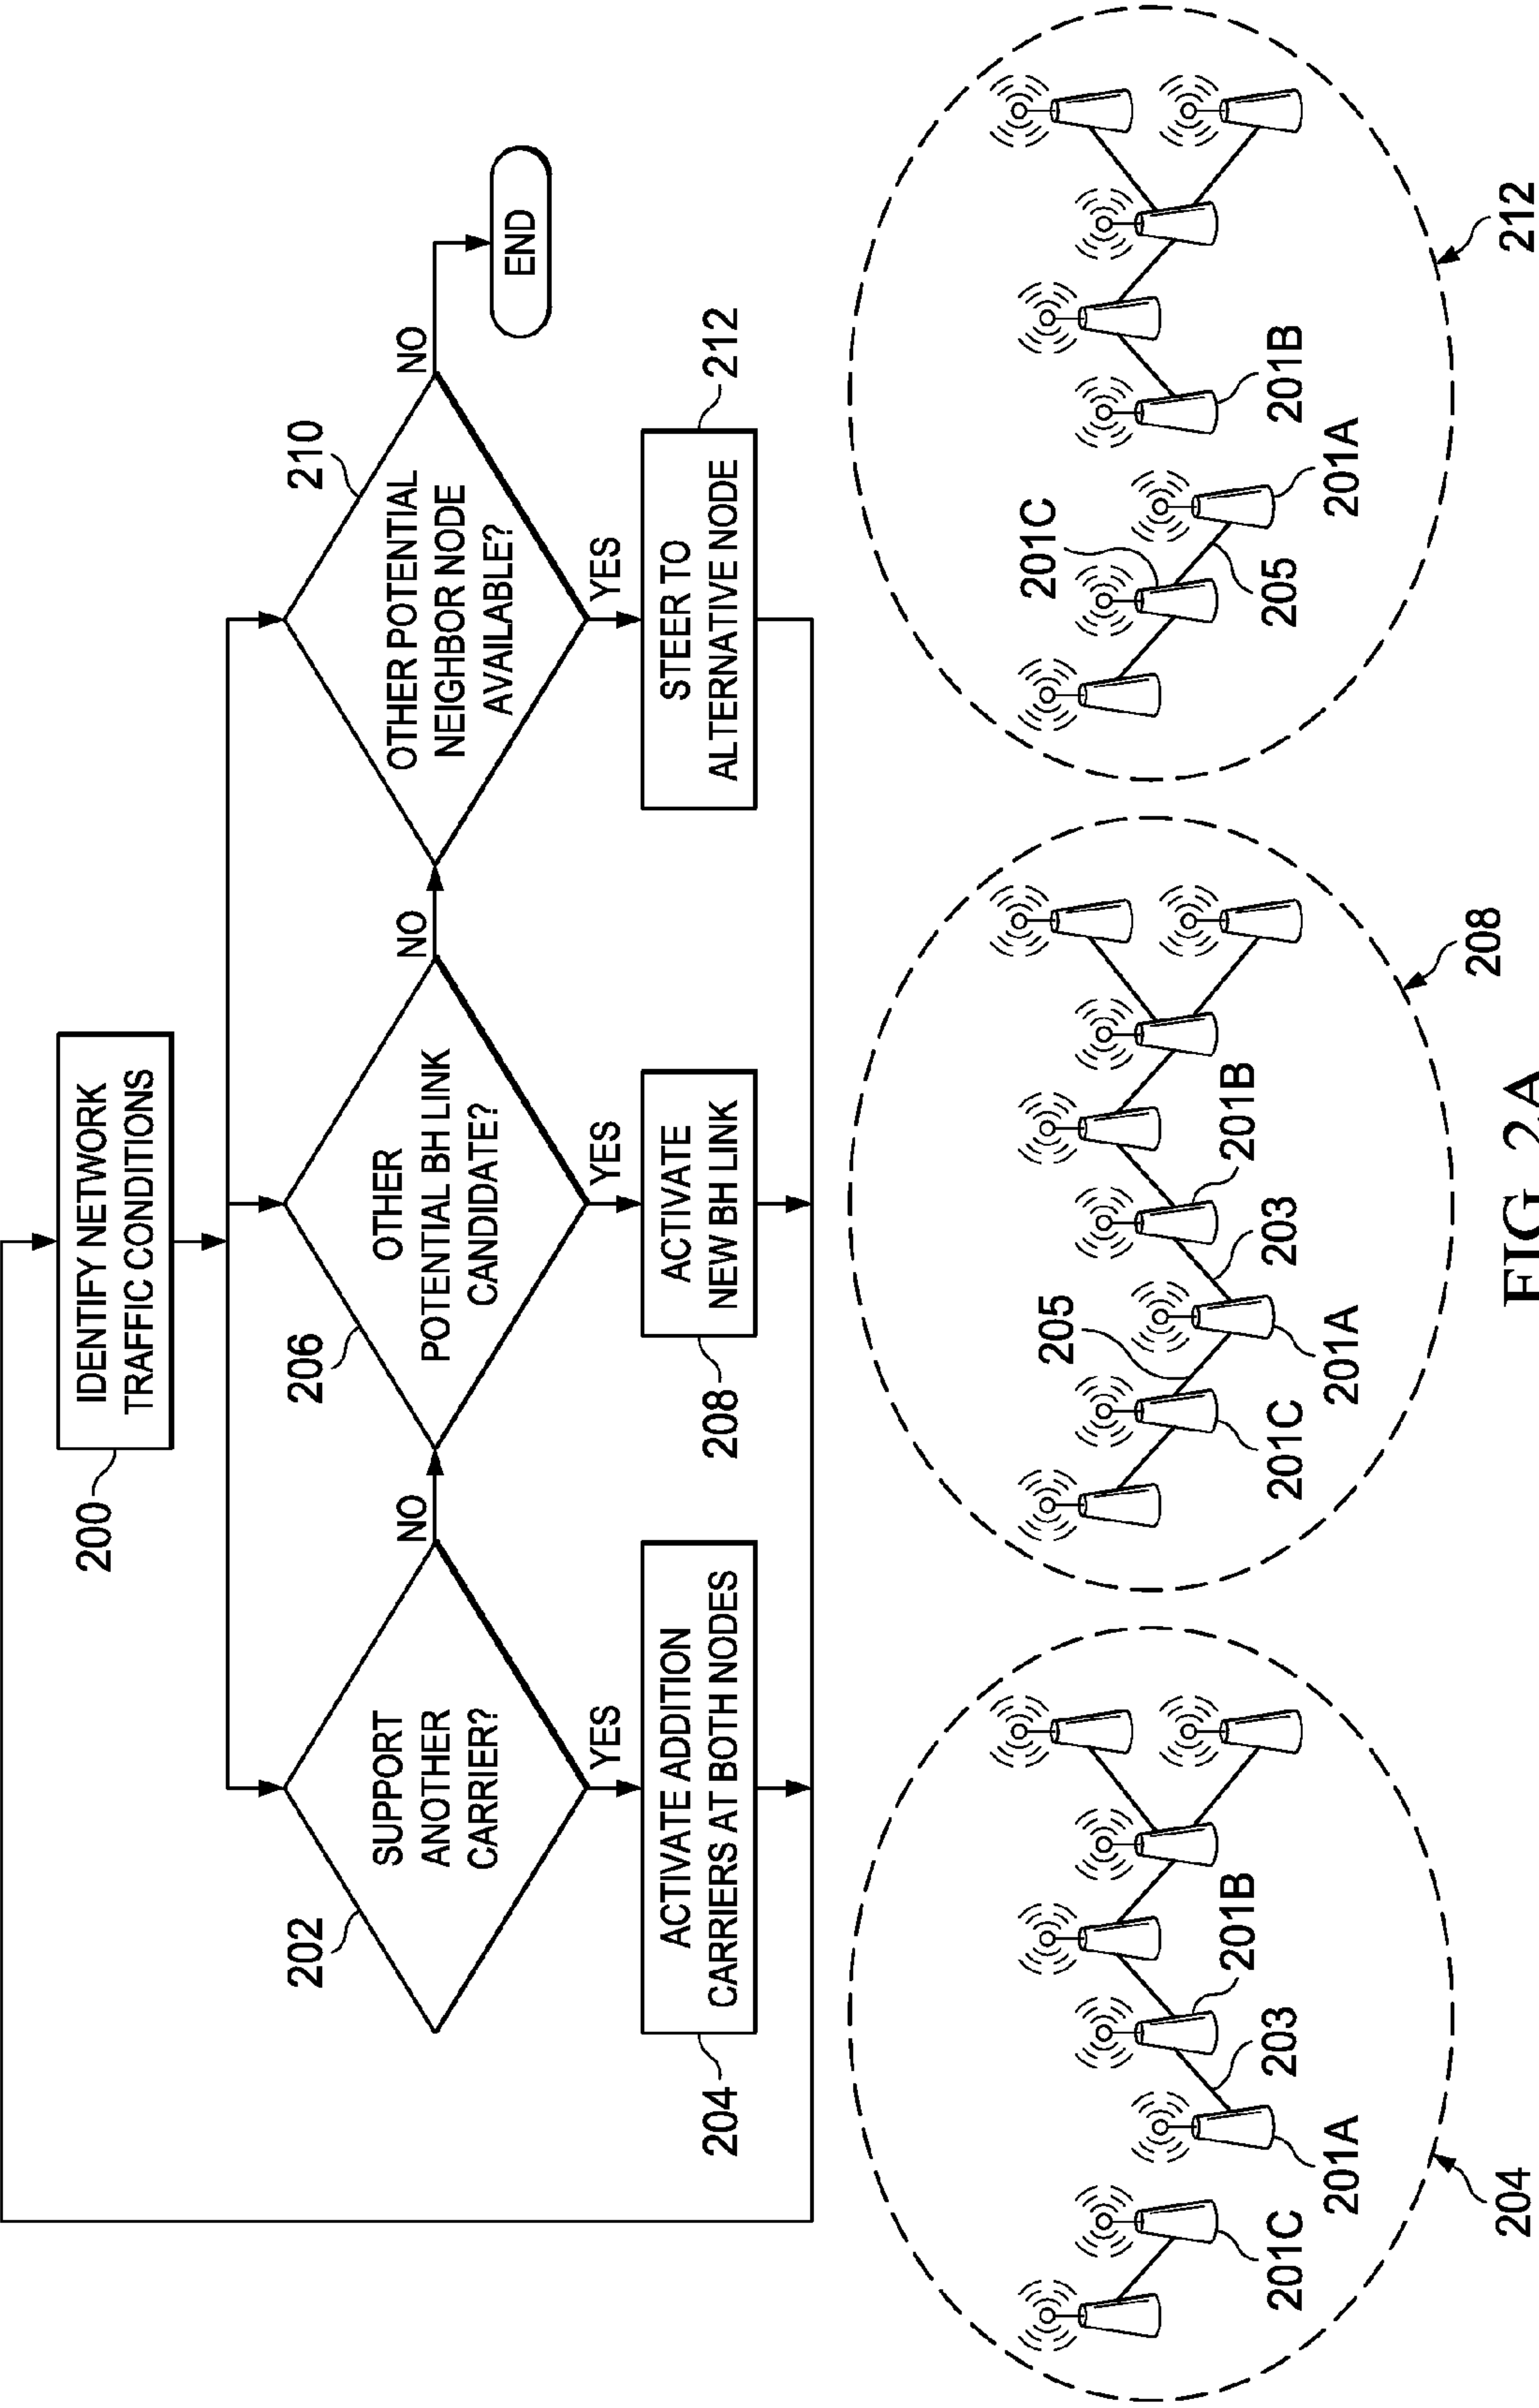 200
IDENTIFY NETWORK
TRAFFIC CONDITIONS
202
SUPPORT
ANOTHER
CARRIER?
NO
YES
206
OTHER
POTENTIAL BH LINK
CANDIDATE?
NO
YES
210
OTHER POTENTIAL
NEIGHBOR NODE
AVAILABLE?
NO
YES
END
204
ACTIVATE ADDITION
CARRIERS AT BOTH NODES
208
ACTIVATE
NEW BH LINK
STEER TO
ALTERNATIVE NODE
212
201C
201A
203
201B
204
201C
205
201A
203
201B
208
201C
205
201A
201B
212
FIG. 2A